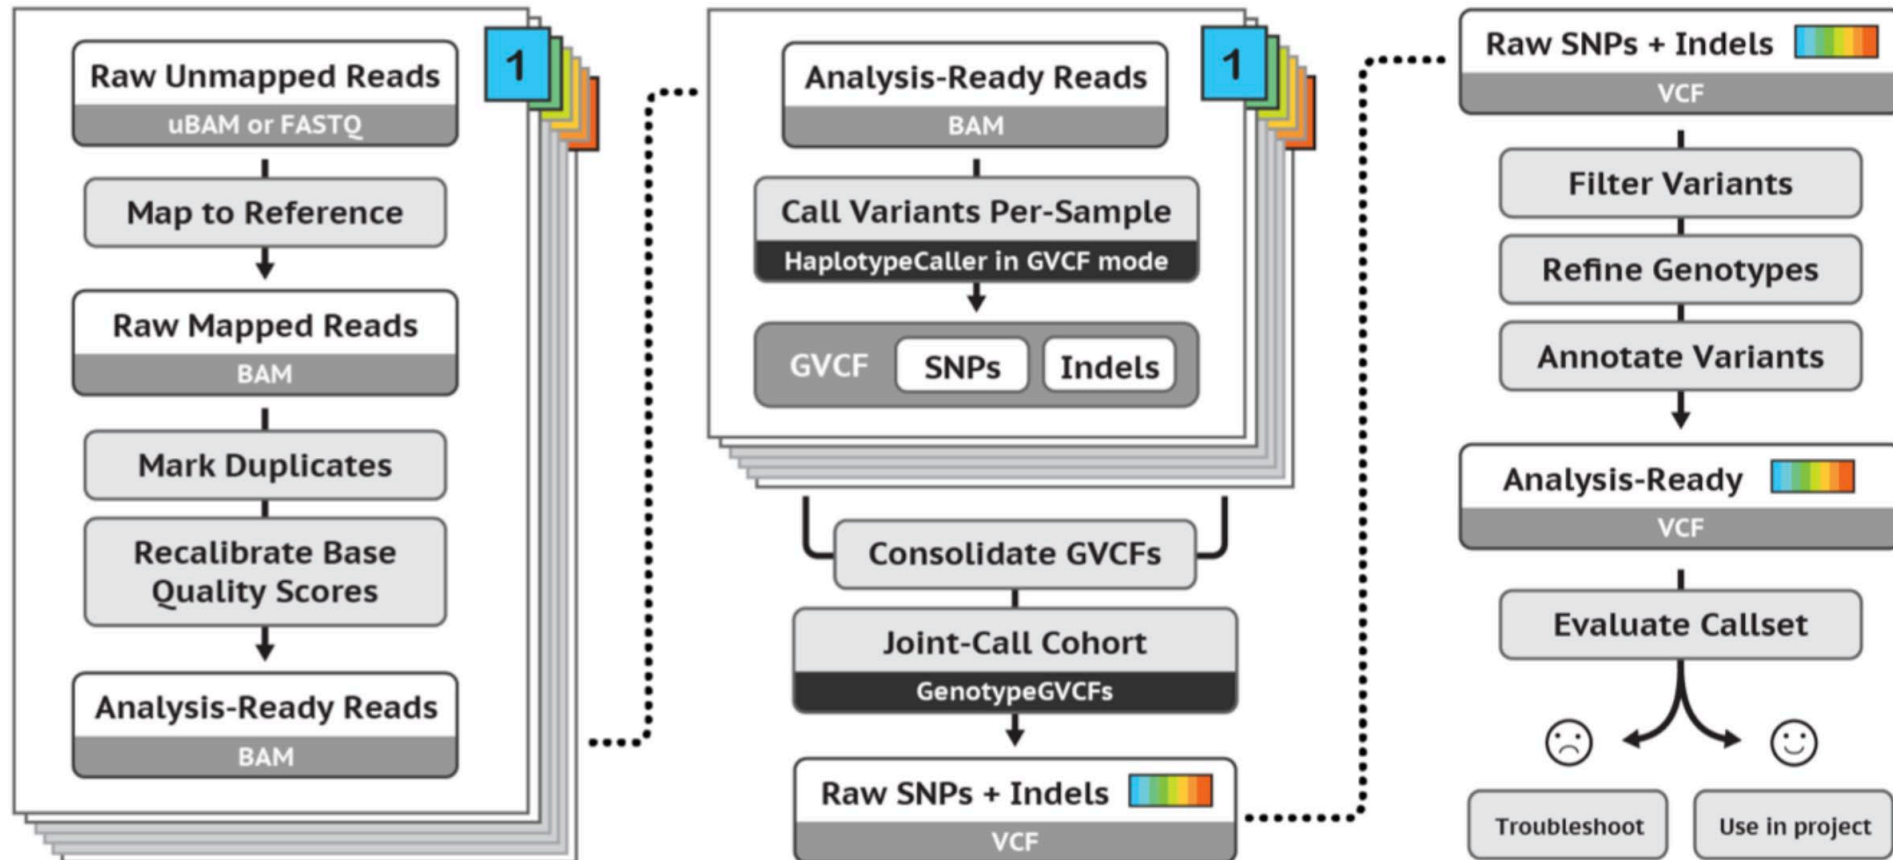 1
Raw Unmapped Reads
uBAM or FASTQ
Map to Reference
Raw Mapped Reads
BAM
Mark Duplicates
Recalibrate Base
Quality Scores
Analysis-Ready Reads
BAM
1
Analysis-Ready Reads
BAM
Call Variants Per-Sample
HaplotypeCaller in GVCF mode
GVCF SNPs Indels
Consolidate GVCFs
Joint-Call Cohort
GenotypeGVCFs
Raw SNPs + Indels
VCF
Raw SNPs + Indels
VCF
Filter Variants
Refine Genotypes
Annotate Variants
Analysis-Ready
VCF
Evaluate Callset
Troubleshoot
Use in project